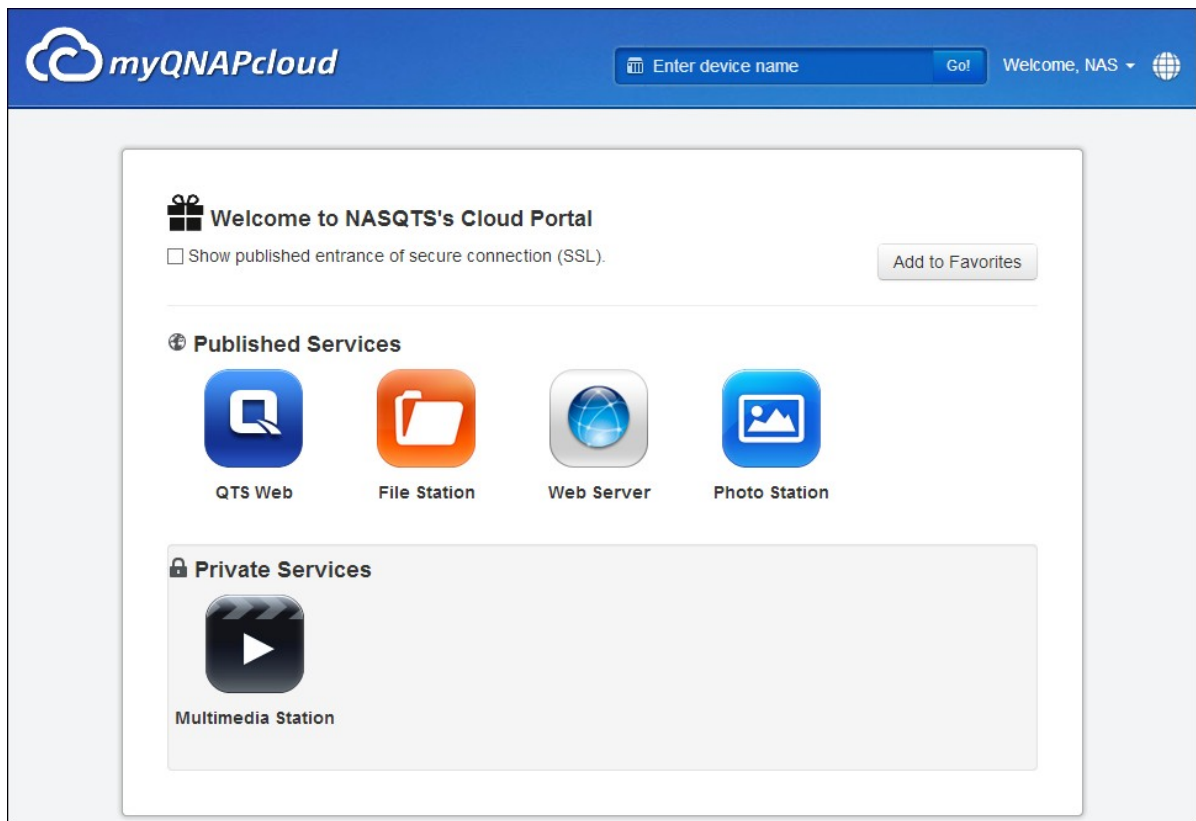 myQNAPcloud
Enter device name
Go!
Welcome, NAS
Welcome to NASQTS's Cloud Portal
Show published entrance of secure connection (SSL).
Add to Favorites
Published Services
QTS Web
File Station
Web Server
Photo Station
Private Services
Multimedia Station